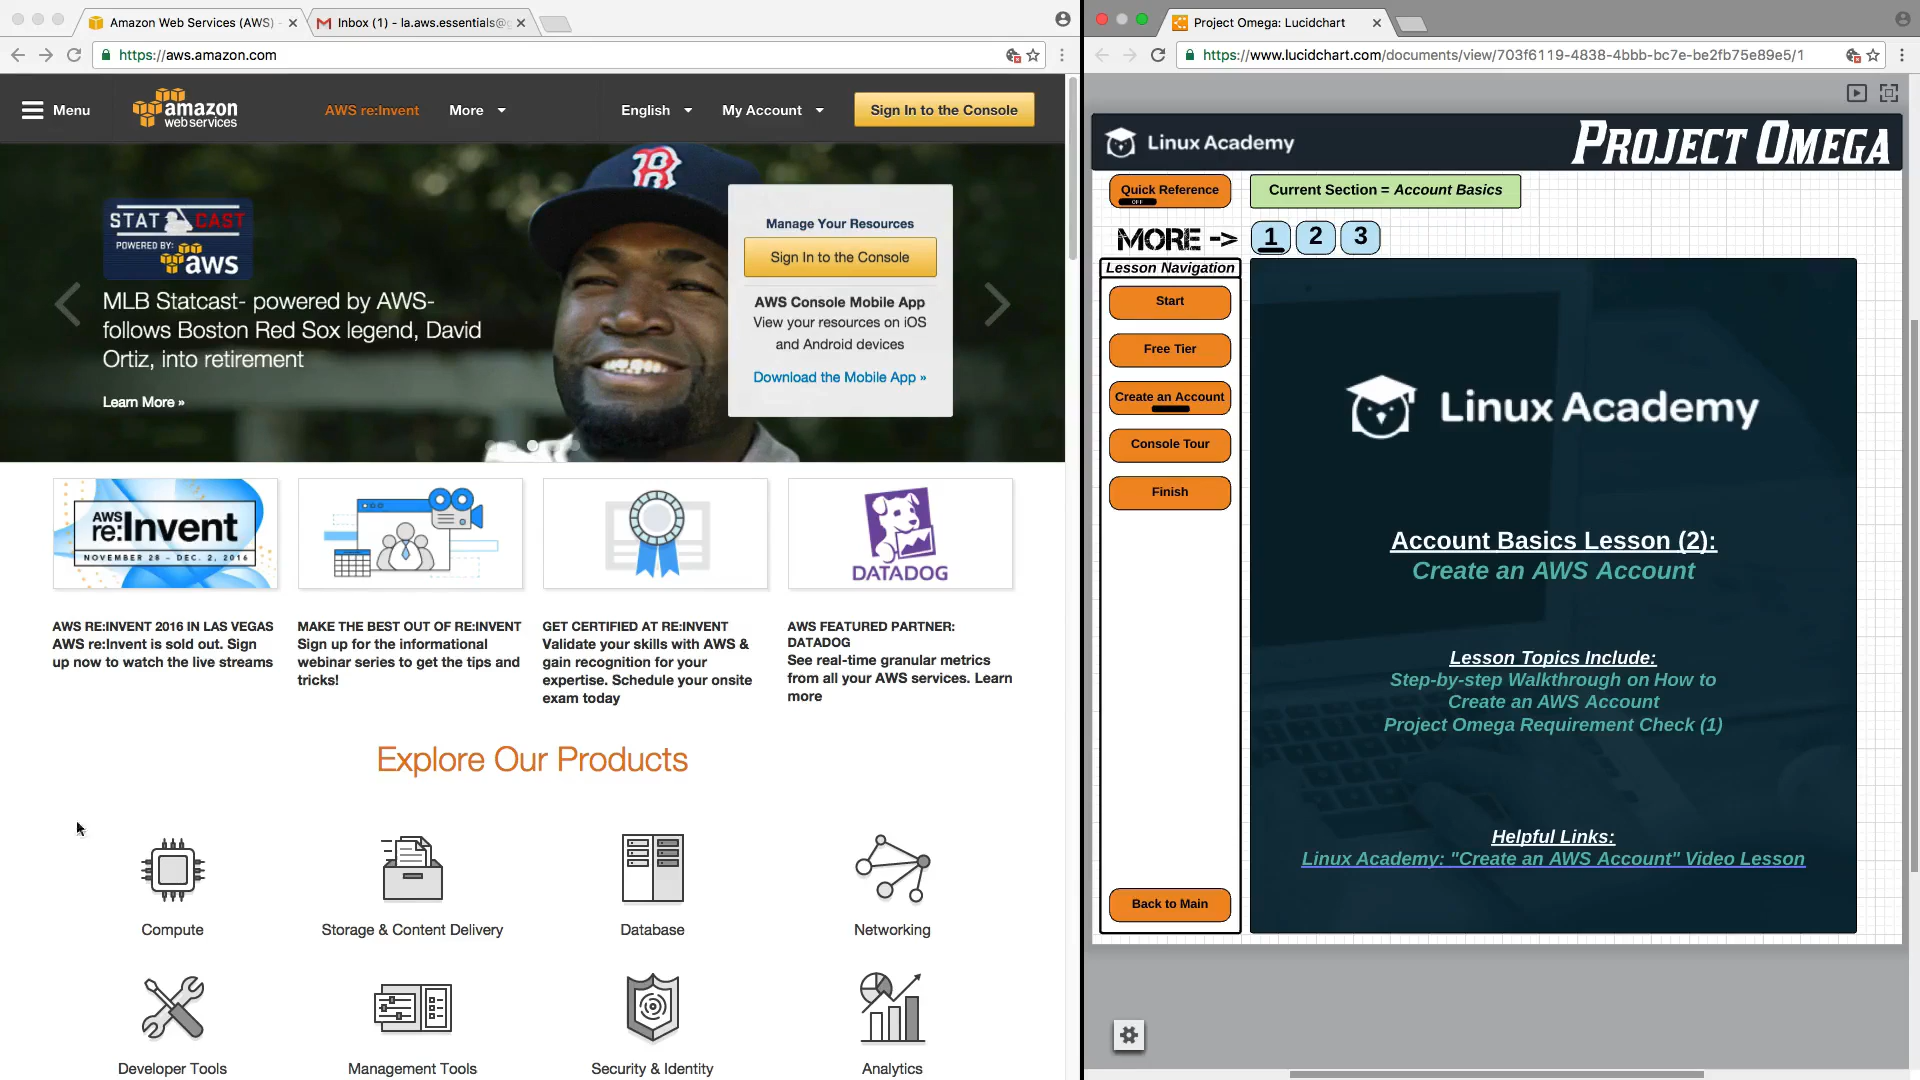 Amazon Web Services (AWS) -
Inbox (1) - la.aws.essentials@g
https://aws.amazon.com
Menu
amazon
web services
AWS re:Invent
More
English
My Account
Sign In to the Console
STATCAST
POWERED BY:
aws
MLB Statcast- powered by AWS-
follows Boston Red Sox legend, David
Ortiz, into retirement
Learn More »
B
Manage Your Resources
Sign In to the Console
AWS Console Mobile App
View your resources on iOS
and Android devices
Download the Mobile App »
AWS
re:Invent
NOVEMBER 28 - DEC. 2, 2016
DATADOG
AWS RE:INVENT 2016 IN LAS VEGAS
AWS re:Invent is sold out. Sign
up now to watch the live streams
MAKE THE BEST OUT OF RE:INVENT
Sign up for the informational
webinar series to get the tips and
tricks!
GET CERTIFIED AT RE:INVENT
Validate your skills with AWS &
gain recognition for your
expertise. Schedule your onsite
exam today
AWS FEATURED PARTNER:
DATADOG
See real-time granular metrics
from all your AWS services. Learn
more
Explore Our Products
Compute
Storage & Content Delivery
Database
Networking
Developer Tools
Management Tools
Security & Identity
Analytics
Project Omega: Lucidchart
https://www.lucidchart.com/documents/view/703f6119-4838-4bbb-bc7e-be2fb75e89e5/1
Linux Academy
PROJECT OMEGA
Quick Reference
OFF
Current Section = Account Basics
MORE ->
1
2
3
Lesson Navigation
Start
Free Tier
Create an Account
Console Tour
Finish
Back to Main
Linux Academy
Account Basics Lesson (2):
Create an AWS Account
Lesson Topics Include:
Step-by-step Walkthrough on How to
Create an AWS Account
Project Omega Requirement Check (1)
Helpful Links:
Linux Academy: "Create an AWS Account" Video Lesson